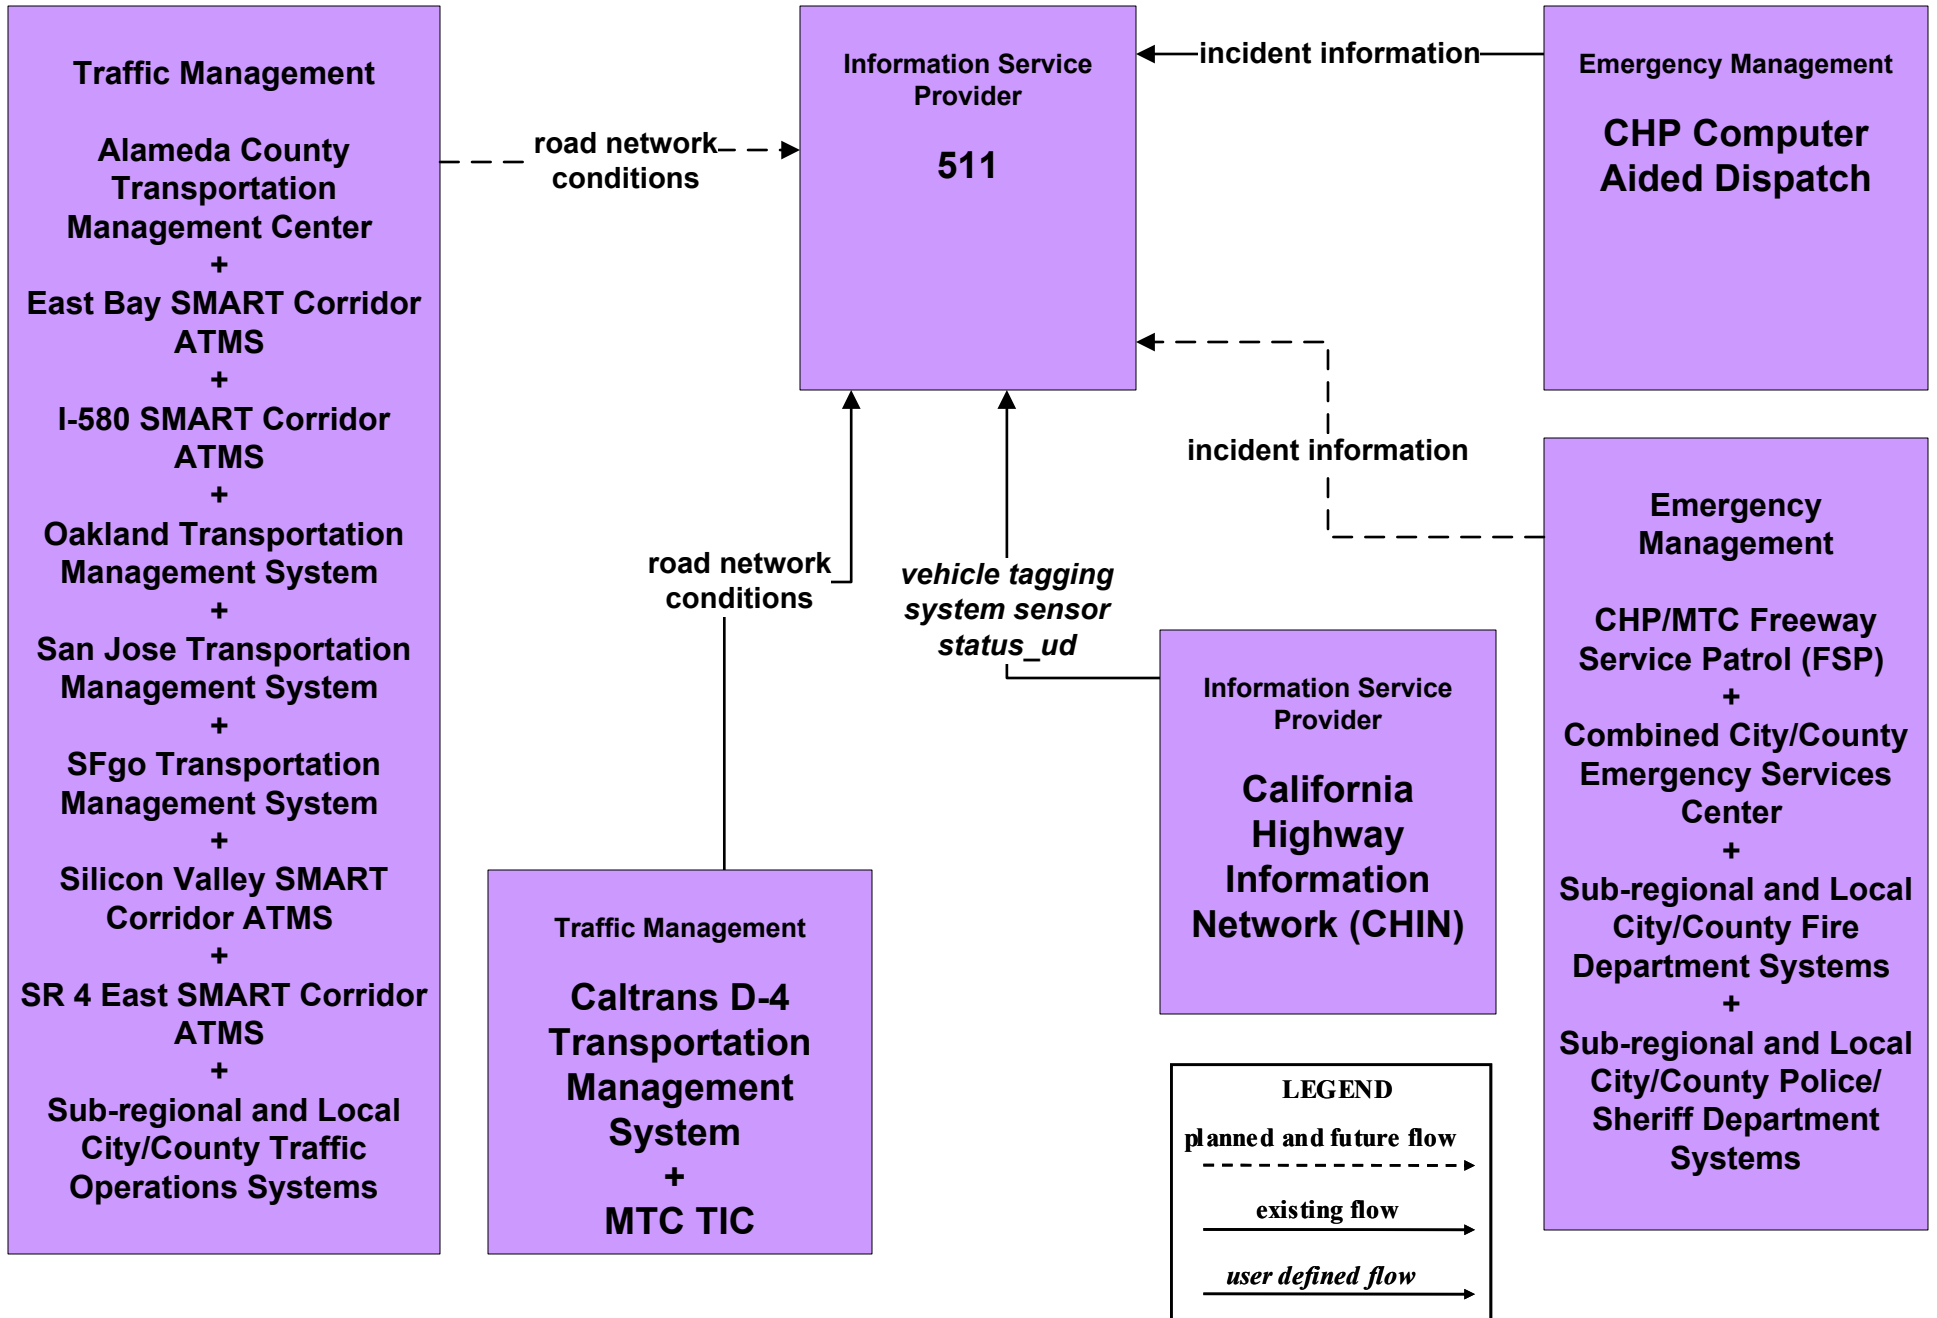 Traffic Management
Alameda County
Transportation
Management Center
+
East Bay SMART Corridor
ATMS
+
I-580 SMART Corridor
ATMS
+
Oakland Transportation
Management System
+
San Jose Transportation
Management System
+
SFgo Transportation
Management System
+
Silicon Valley SMART
Corridor ATMS
+
SR 4 East SMART Corridor
ATMS
+
Sub-regional and Local
City/County Traffic
Operations Systems
road network
conditions
Information Service
Provider
511
incident information
Emergency Management
CHP Computer
Aided Dispatch
incident information
Emergency
Management
CHP/MTC Freeway
Service Patrol (FSP)
+
Combined City/County
Emergency Services
Center
+
Sub-regional and Local
City/County Fire
Department Systems
+
Sub-regional and Local
City/County Police/
Sheriff Department
Systems
road network
conditions
Traffic Management
Caltrans D-4
Transportation
Management
System
+
MTC TIC
vehicle tagging
system sensor
status_ud
Information Service
Provider
California
Highway
Information
Network (CHIN)
LEGEND
planned and future flow
existing flow
user defined flow